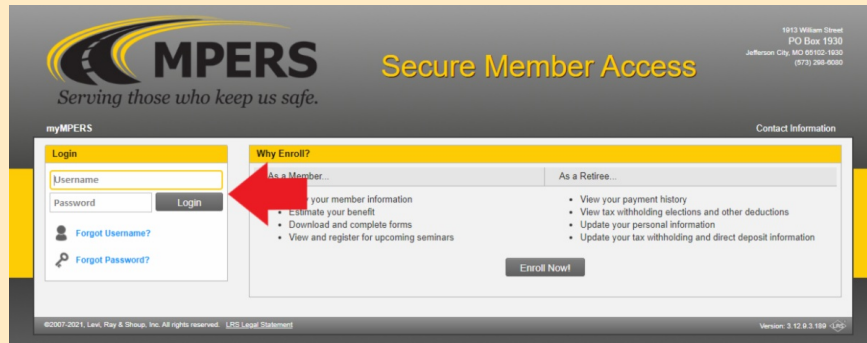 MPERS
Serving those who keep us safe.
Secure Member Access
1913 William Street
PO Box 1930
Jefferson City, MO 65102-1930
(573) 298-6080
myMPERS
Contact Information
Login
Username
Password
Login
Forgot Username?
Forgot Password?
Why Enroll?
As a Member...
your member information
Estimate your benefit
Download and complete forms
View and register for upcoming seminars
As a Retiree...
View your payment history
View tax withholding elections and other deductions
Update your personal information
Update your tax withholding and direct deposit information
Enroll Now!
©2007-2021, Levi, Ray & Shoup, Inc. All rights reserved. LRS Legal Statement
Version: 3.12.9.3.189